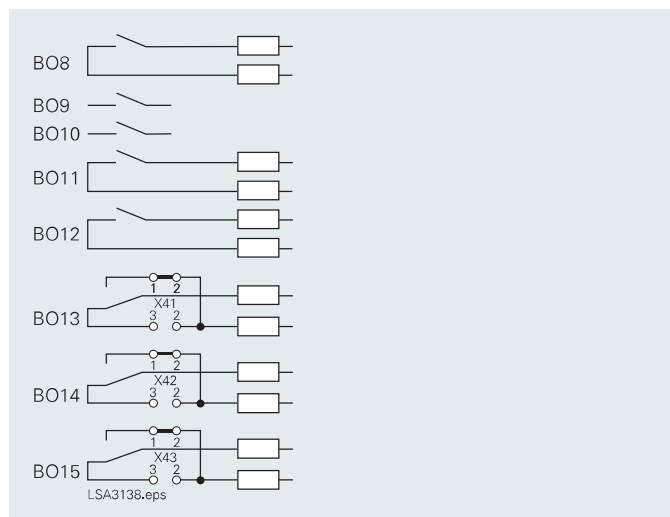 BO8
BO9
BO10
BO11
BO12
1 2
X41
BO13
3 2
1 2
X42
BO14
3 2
1 2
X43
BO15
3 2
LSA3138.eps